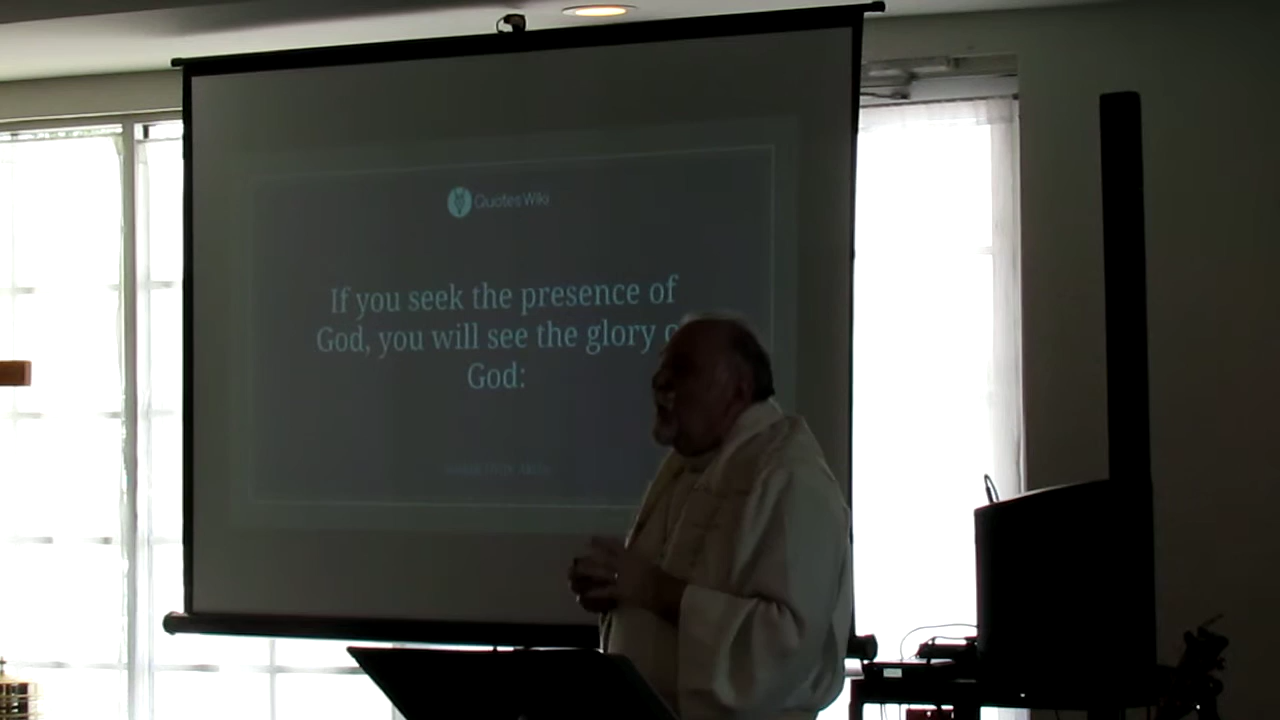 QuotesWiki
If you seek the presence of
God, you will see the glory
God: